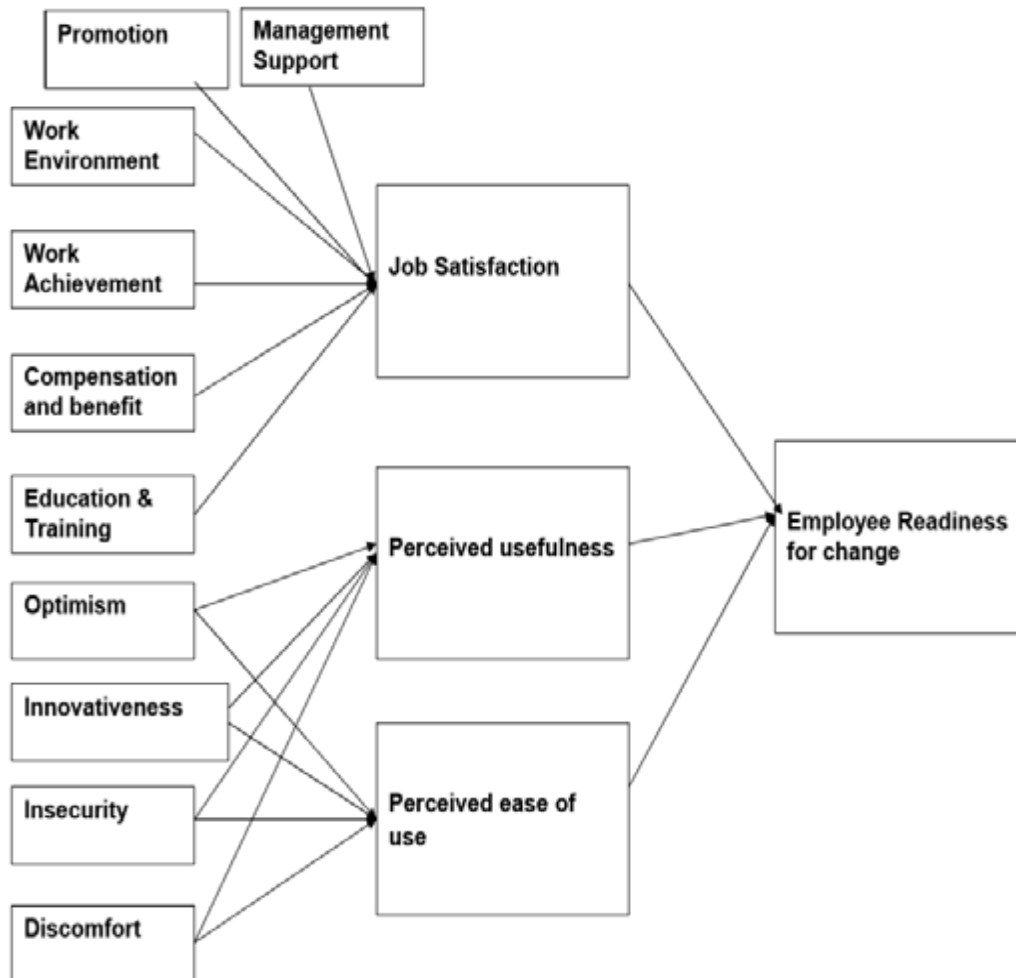 Promotion
Management
Support
Work
Environment
Work
Achievement
Job Satisfaction
Compensation
and benefit
Education &
Training
Perceived usefulness
Employee Readiness
for change
Optimism
Innovativeness
Insecurity
Perceived ease of
use
Discomfort